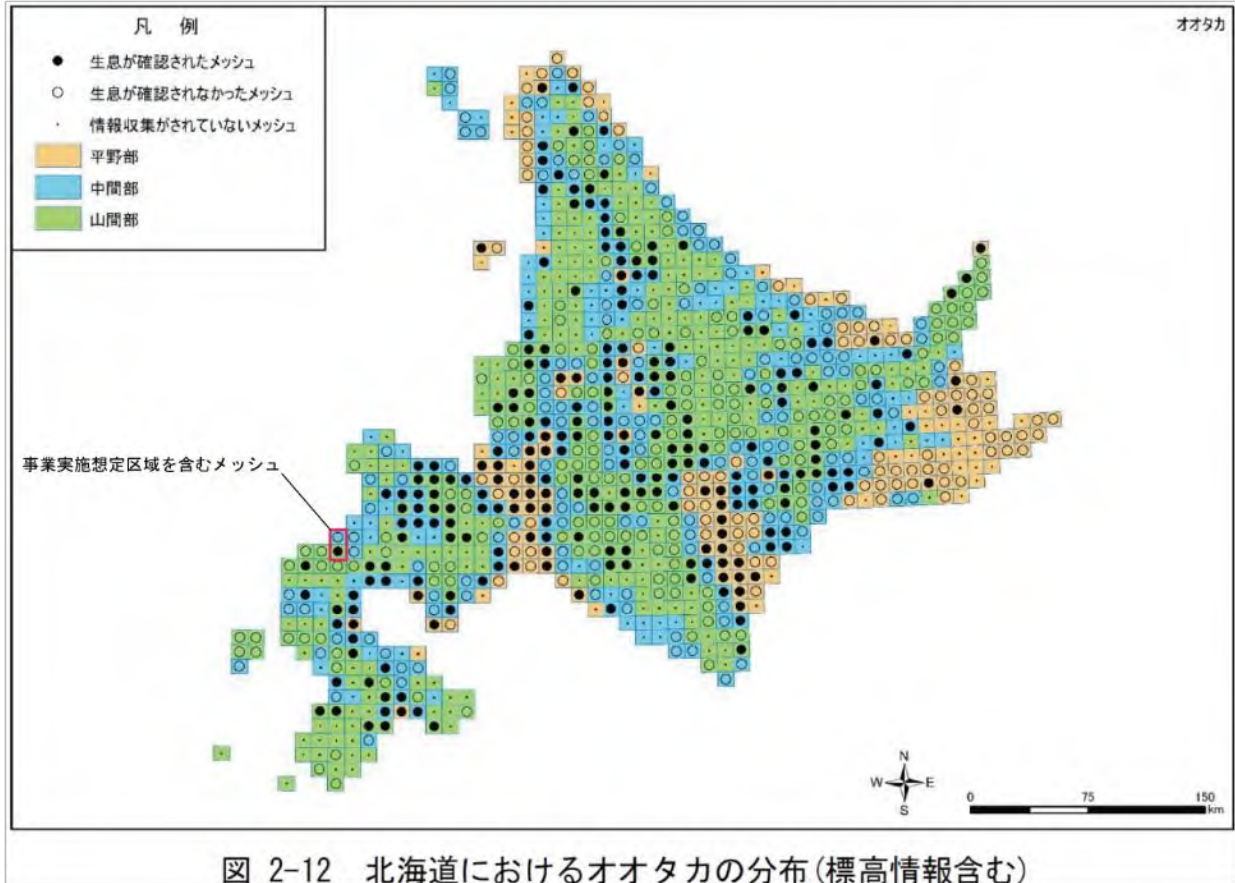 凡 例
● 生息が確認されたメッシュ
○ 生息が確認されなかったメッシュ
・ 情報収集がされていないメッシュ
平野部
中間部
山間部
オオタカ
事業実施想定区域を含むメッシュ
N
W E
S
0 75 150
km
図 2-12 北海道におけるオオタカの分布(標高情報含む)